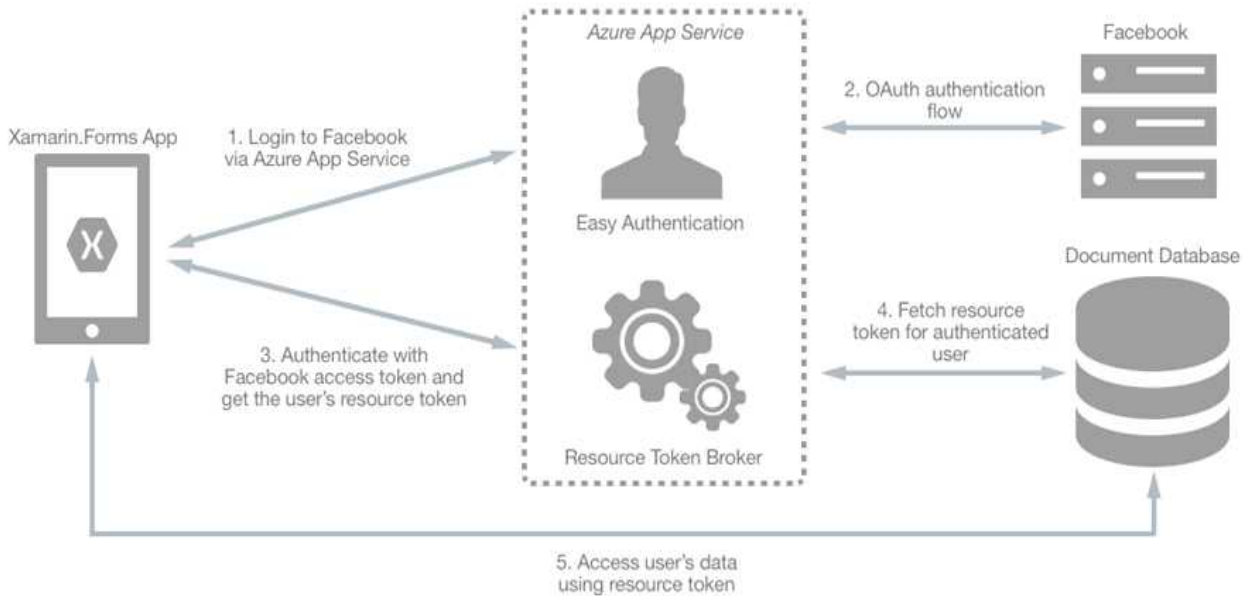 Azure App Service
Facebook
2. OAuth authentication
flow
Xamarin.Forms App
1. Login to Facebook
via Azure App Service
X
Easy Authentication
Document Database
4. Fetch resource
token for authenticated
user
3. Authenticate with
Facebook access token and
get the user's resource token
Resource Token Broker
5. Access user's data
using resource token